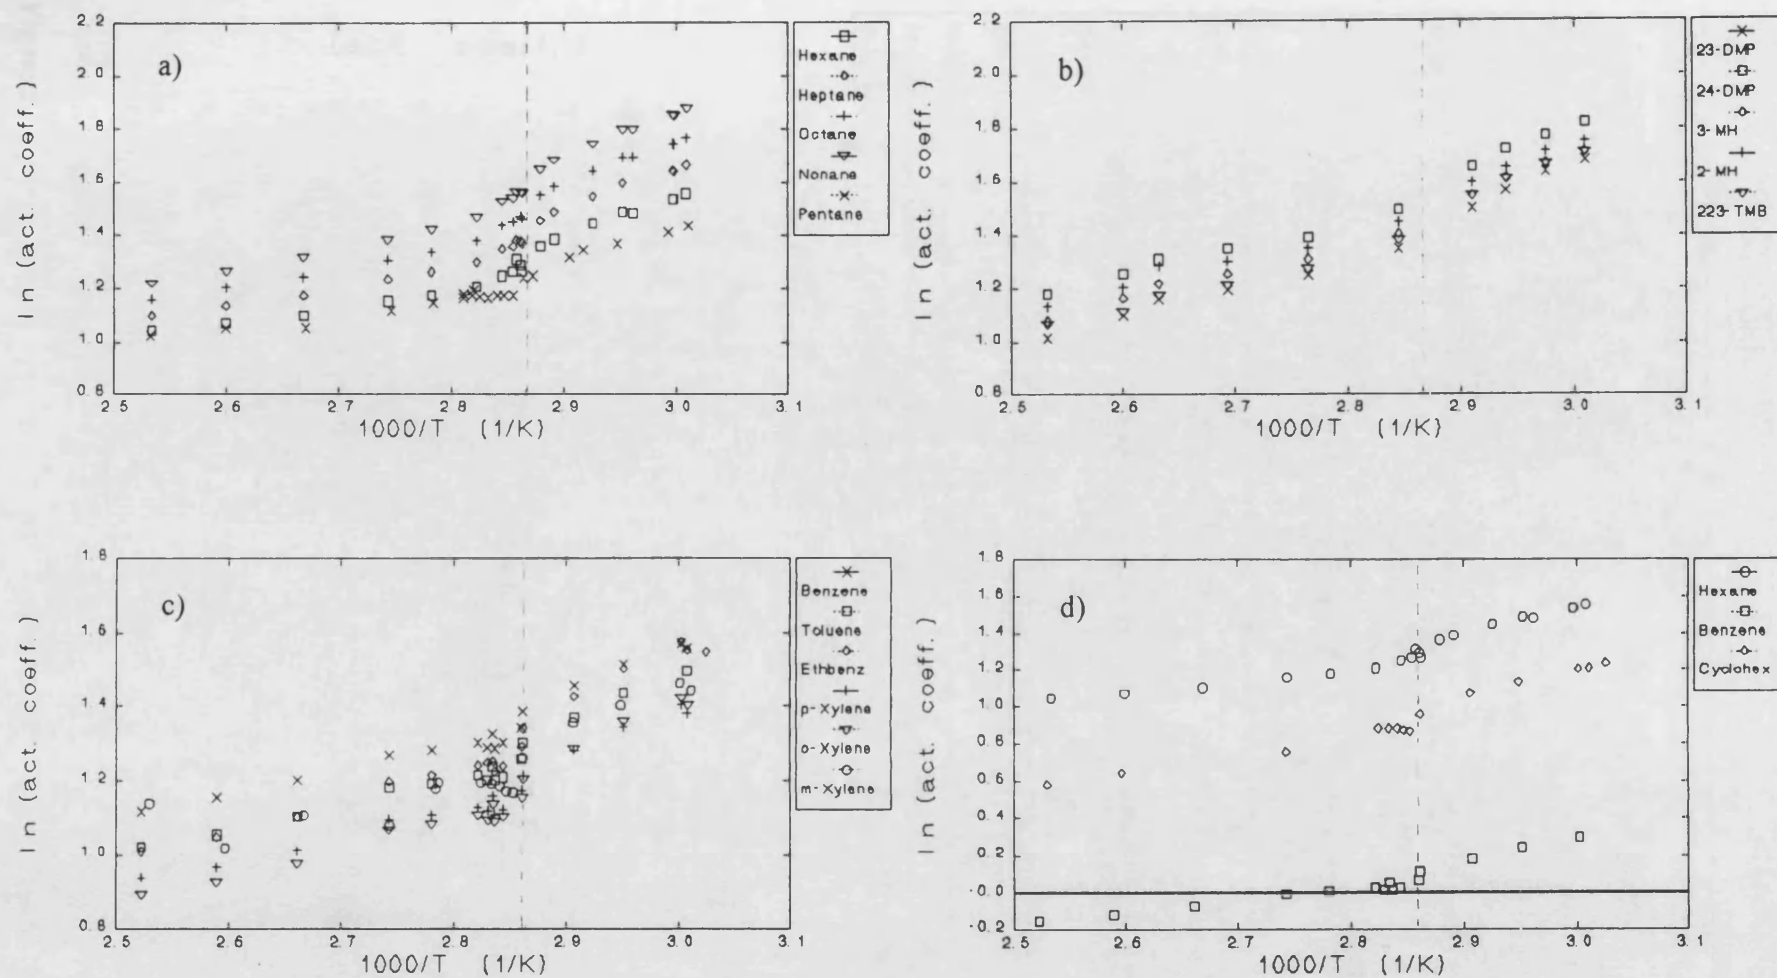 a)
ln (act. coeff.)
2.2
2.0
1.8
1.6
1.4
1.2
1.0
0.8
2.5
2.6
2.7
2.8
2.9
3.0
3.1
1000/T (1/K)
Hexane
Heptane
Octane
Nonane
Pentane
b)
ln (act. coeff.)
2.2
2.0
1.8
1.6
1.4
1.2
1.0
0.8
2.5
2.6
2.7
2.8
2.9
3.0
3.1
1000/T (1/K)
23-DMP
24-DMP
3-MH
2-MH
223-TMB
c)
ln (act. coeff.)
1.8
1.6
1.4
1.2
1.0
0.8
2.5
2.6
2.7
2.8
2.9
3.0
3.1
1000/T (1/K)
Benzene
Toluene
Ethbenz
p-Xylene
o-Xylene
m-Xylene
d)
ln (act. coeff.)
1.8
1.6
1.4
1.2
1.0
0.8
0.6
0.4
0.2
-0.0
-0.2
2.5
2.6
2.7
2.8
2.9
3.0
3.1
1000/T (1/K)
Hexane
Benzene
Cyclohex